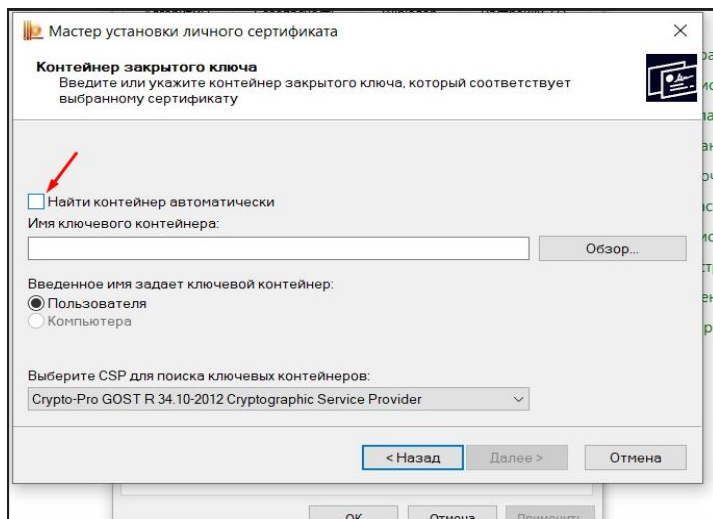 Мастер установки личного сертификата
Контейнер закрытого ключа
Введите или укажите контейнер закрытого ключа, который соответствует
выбранному сертификату
Найти контейнер автоматически
Имя ключевого контейнера:
Обзор...
Введенное имя задает ключевой контейнер:
Пользователя
Компьютера
Выберите CSP для поиска ключевых контейнеров:
Crypto-Pro GOST R 34.10-2012 Cryptographic Service Provider
< Назад
Далее >
Отмена
ОК
Отмена
Применить